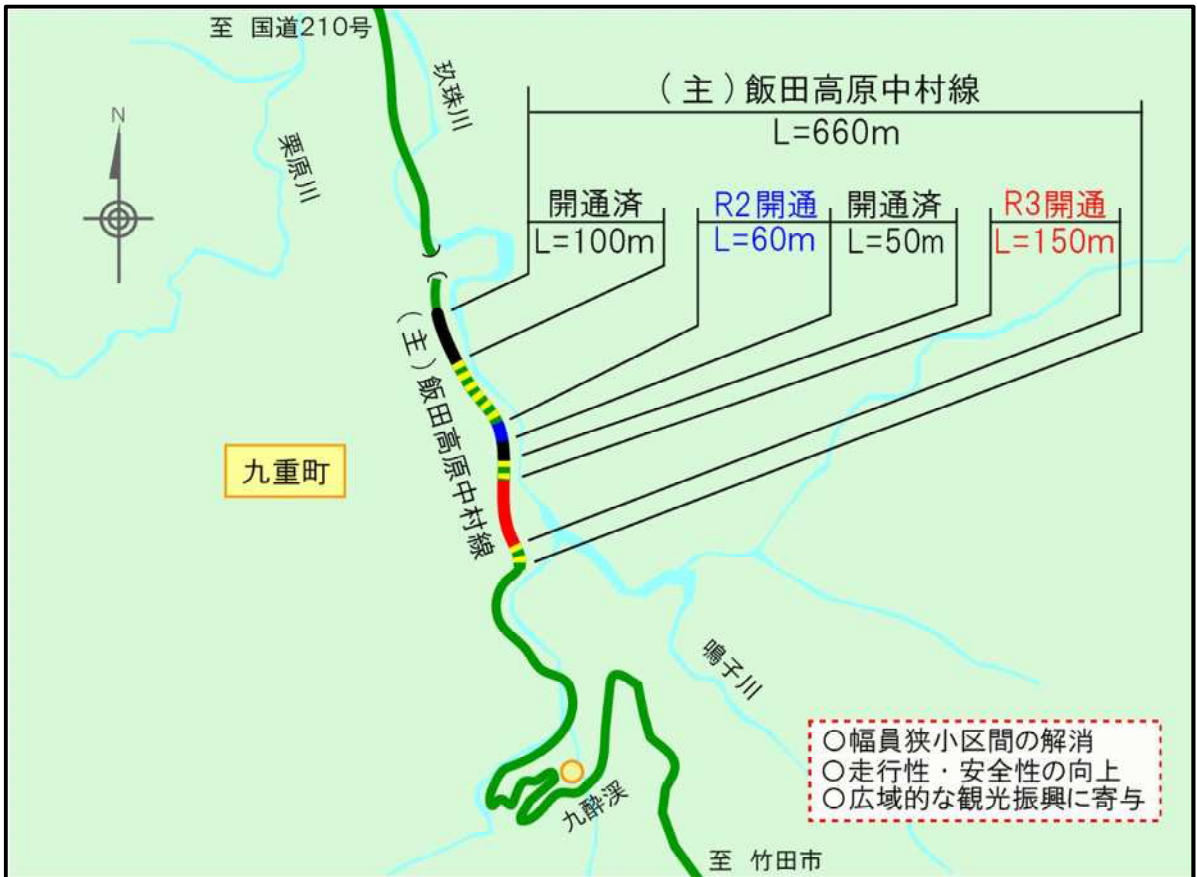 至 国道210号
玖珠川
栗原川
N
（主）飯田高原中村線
L=660m
開通済
L=100m
R2開通
L=60m
開通済
L=50m
R3開通
L=150m
（主）飯田高原中村線
九重町
鳴子川
九酔渓
○幅員狭小区間の解消
○走行性・安全性の向上
○広域的な観光振興に寄与
至 竹田市